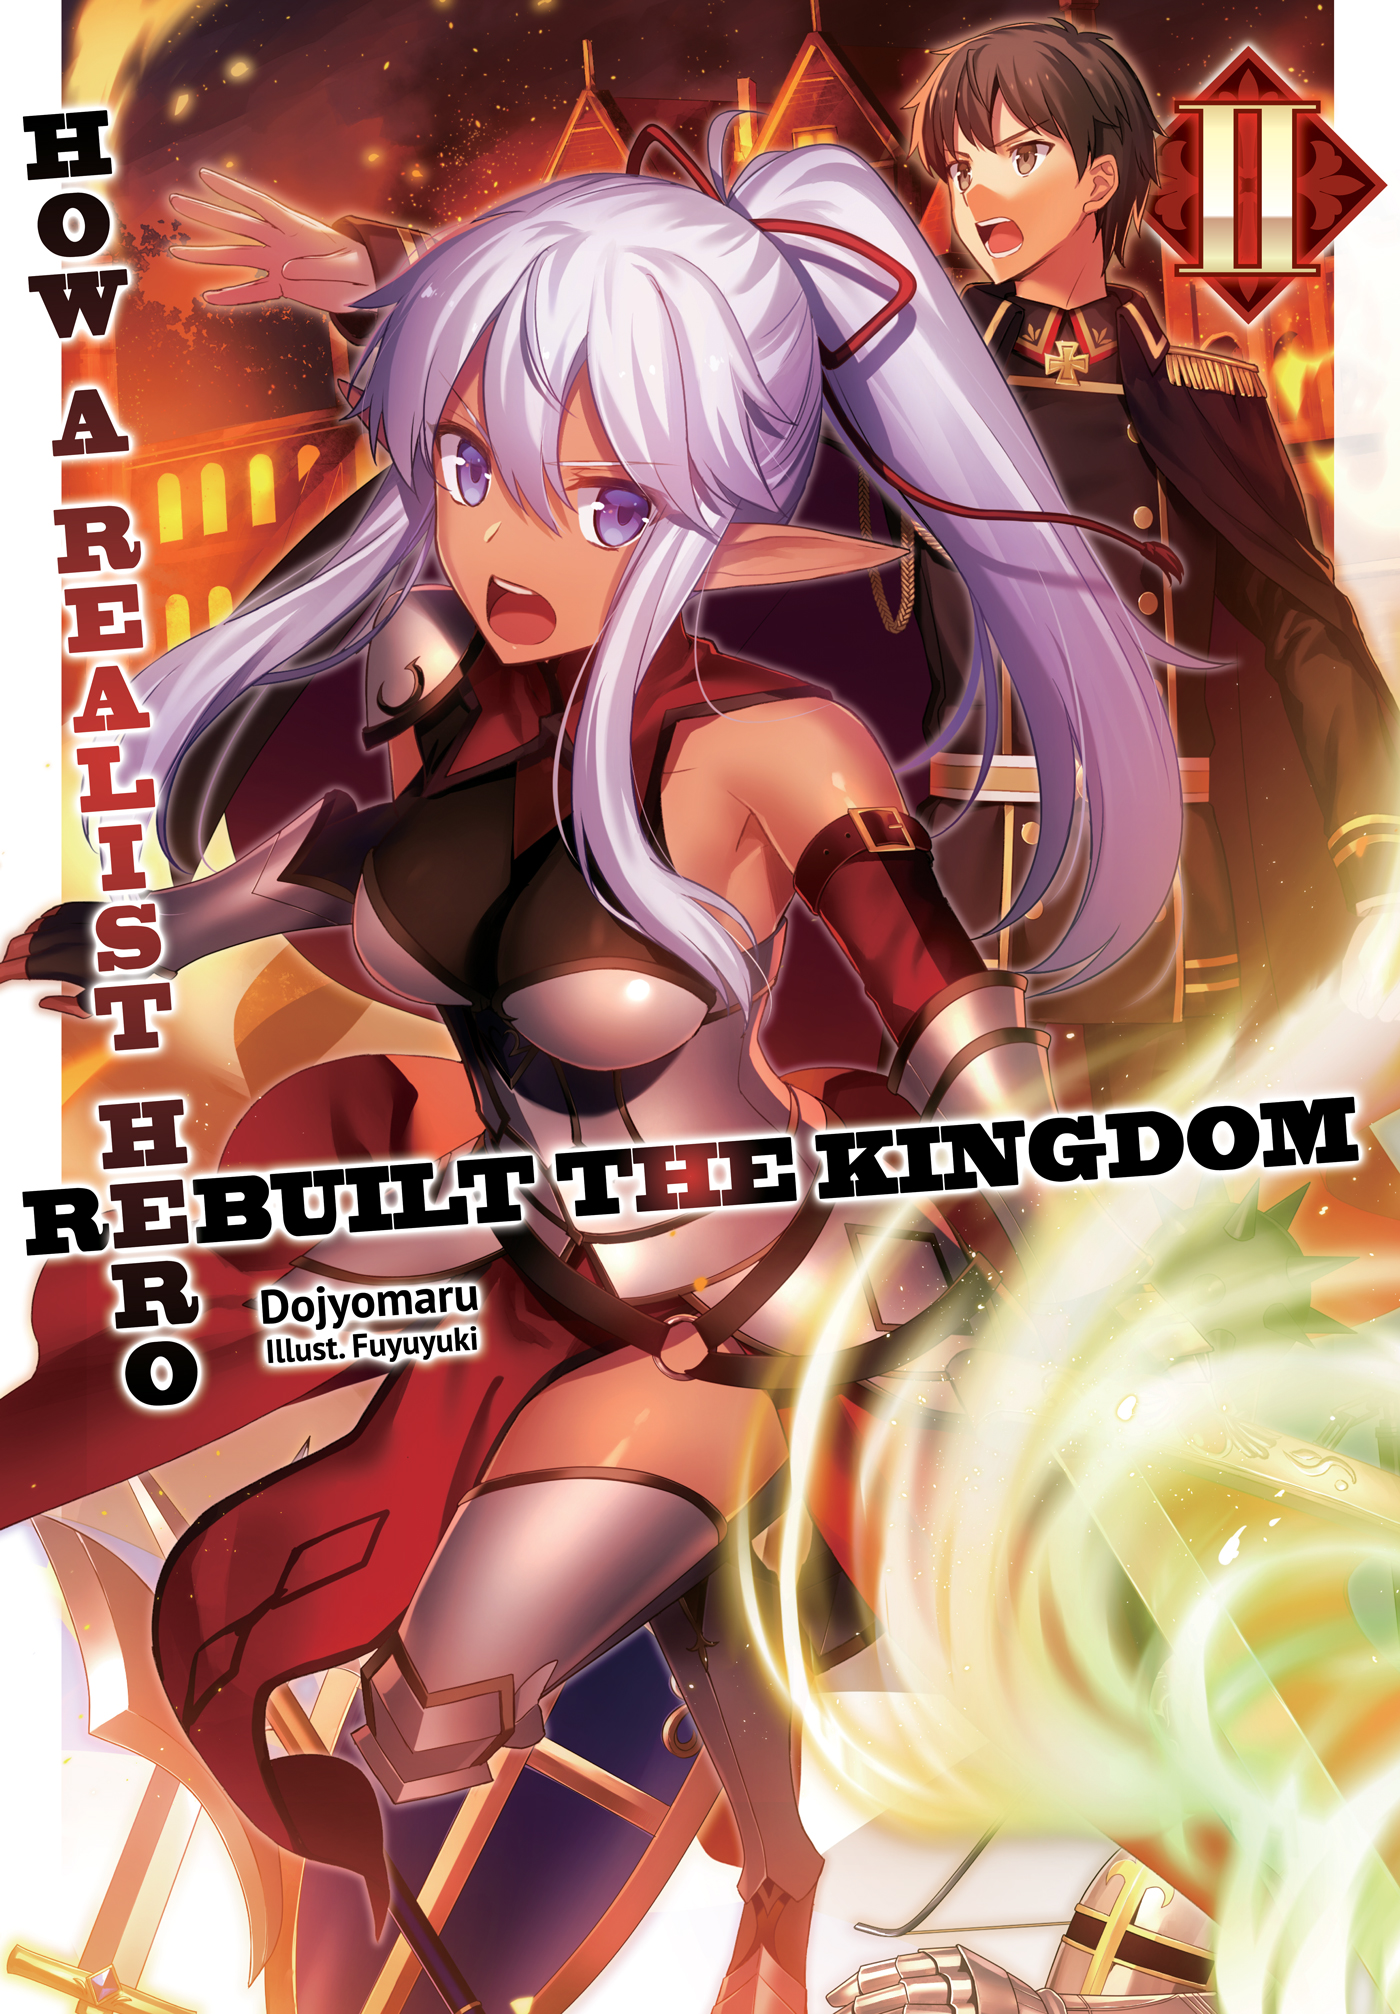 HOW A REALIST HERO
REBUILT THE KINGDOM
II
Dojyomaru
Illust. Fuyuyuki